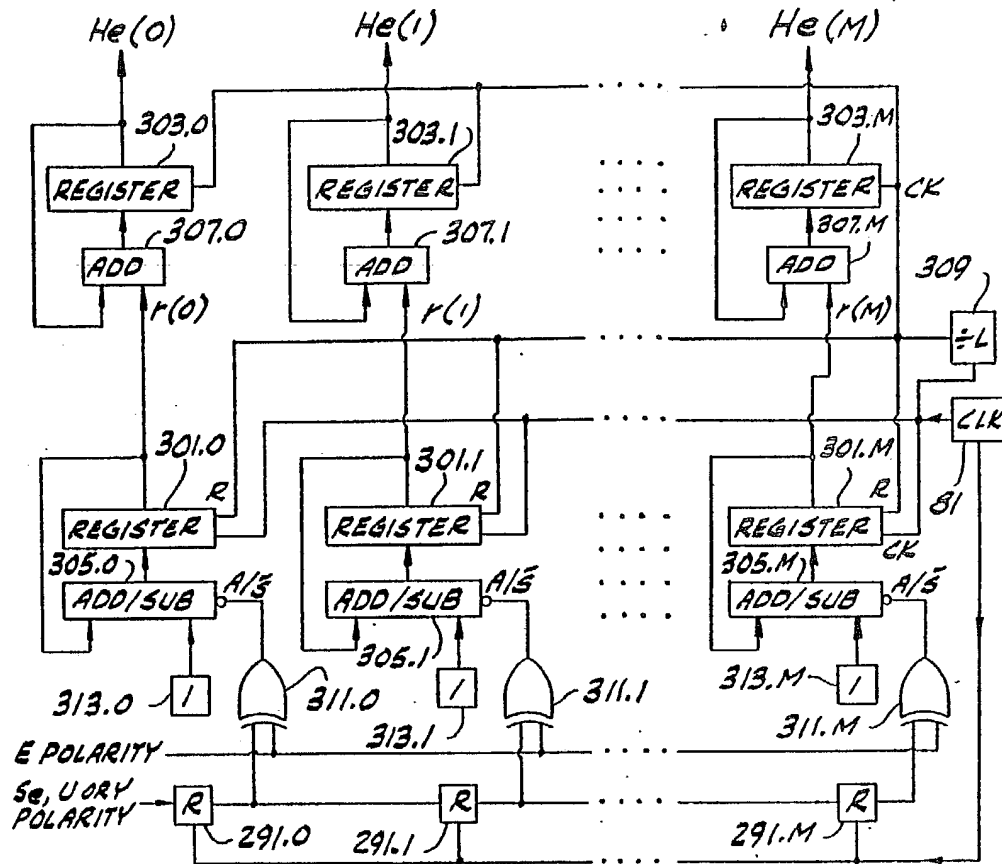 He(0) He(1) He(M)
303.0 303.1 303.M
REGISTER REGISTER REGISTER CK
307.0 307.1 307.M
ADD ADD ADD 309
r(0) r(1) r(M) ÷L
CLK
301.0 301.1 301.M
R R R 81
REGISTER REGISTER REGISTER
CK
305.0 A/S̄ A/S̄ 305.M A/S̄
ADD/SUB ADD/SUB ADD/SUB
305.1
1 1 1
313.0 311.0 313.1 311.1 313.M 311.M
E POLARITY
Se, U OR Y
POLARITY
R R R
291.0 291.1 291.M